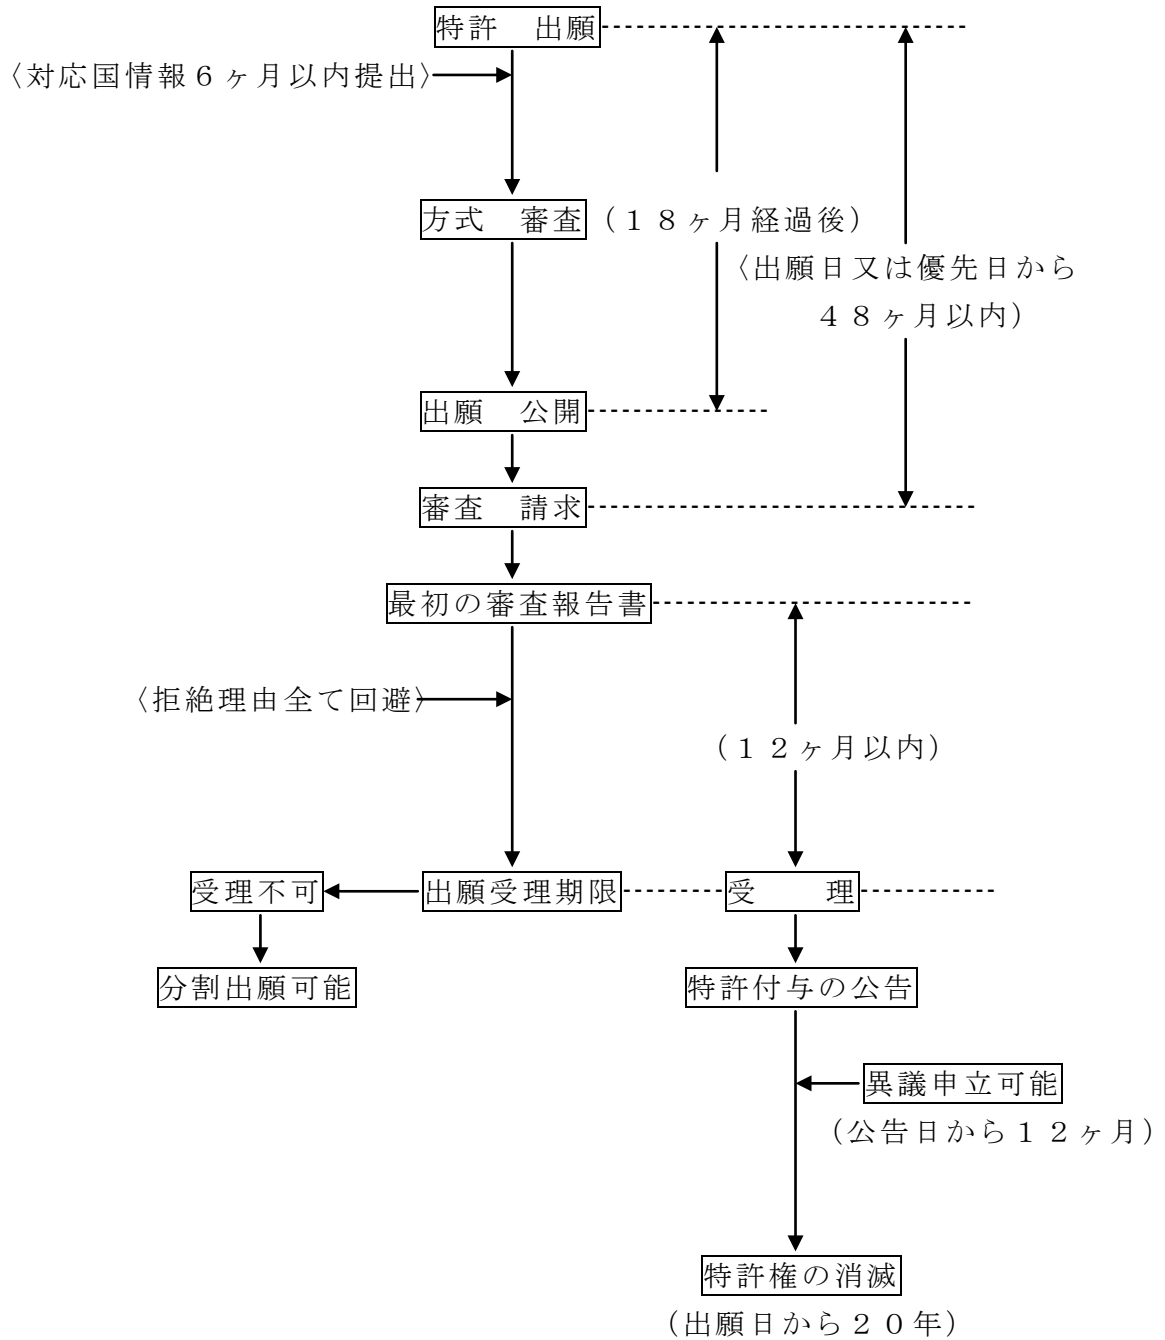 特許　出願
〈対応国情報６ヶ月以内提出〉
方式　審査
（１８ヶ月経過後）
〈出願日又は優先日から
４８ヶ月以内）
出願　公開
審査　請求
最初の審査報告書
〈拒絶理由全て回避〉
（１２ヶ月以内）
受理不可
出願受理期限
受　　理
分割出願可能
特許付与の公告
異議申立可能
（公告日から１２ヶ月）
特許権の消滅
（出願日から２０年）